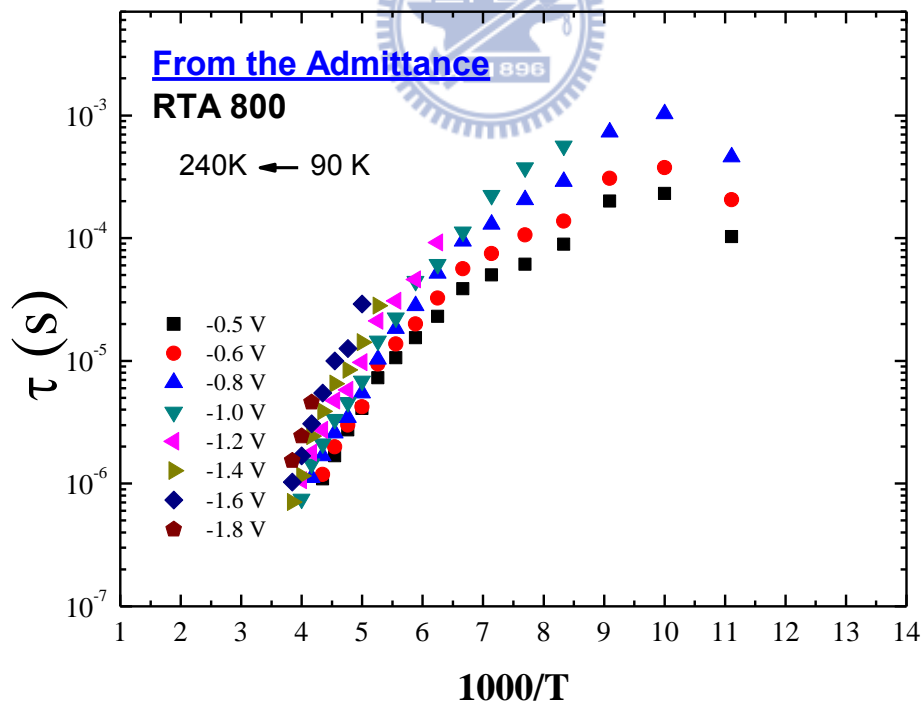 From the Admittance
1896
RTA 800
240K ← 90 K
τ (s)
10⁻³
10⁻⁴
10⁻⁵
10⁻⁶
10⁻⁷
-0.5 V
-0.6 V
-0.8 V
-1.0 V
-1.2 V
-1.4 V
-1.6 V
-1.8 V
1 2 3 4 5 6 7 8 9 10 11 12 13 14
1000/T